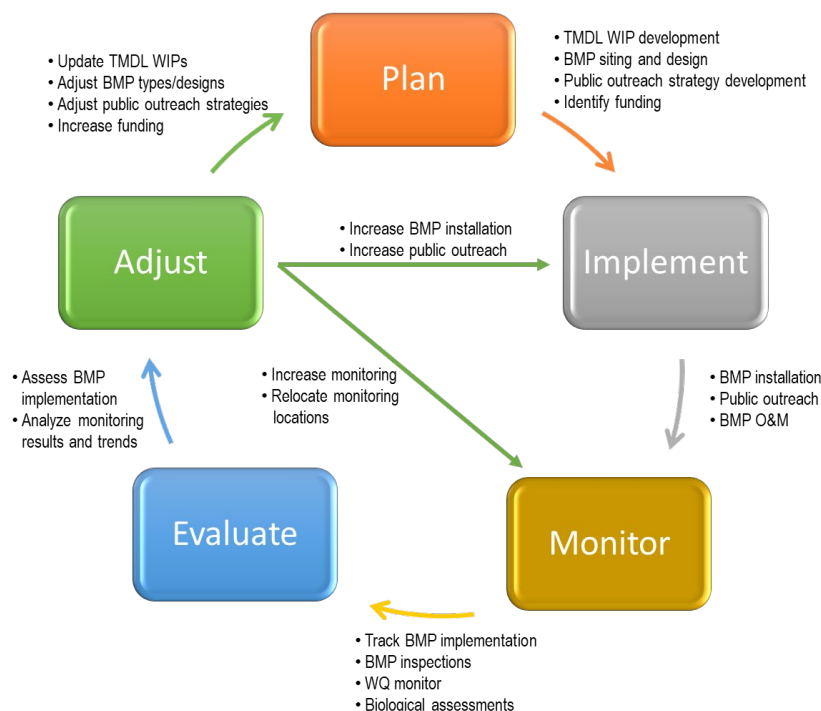 • Update TMDL WIPs
• Adjust BMP types/designs
• Adjust public outreach strategies
• Increase funding
Plan
• TMDL WIP development
• BMP siting and design
• Public outreach strategy development
• Identify funding
Adjust
• Increase BMP installation
• Increase public outreach
Implement
• Assess BMP
implementation
• Analyze monitoring
results and trends
• Increase monitoring
• Relocate monitoring
locations
• BMP installation
• Public outreach
• BMP O&M
Evaluate
Monitor
• Track BMP implementation
• BMP inspections
• WQ monitor
• Biological assessments